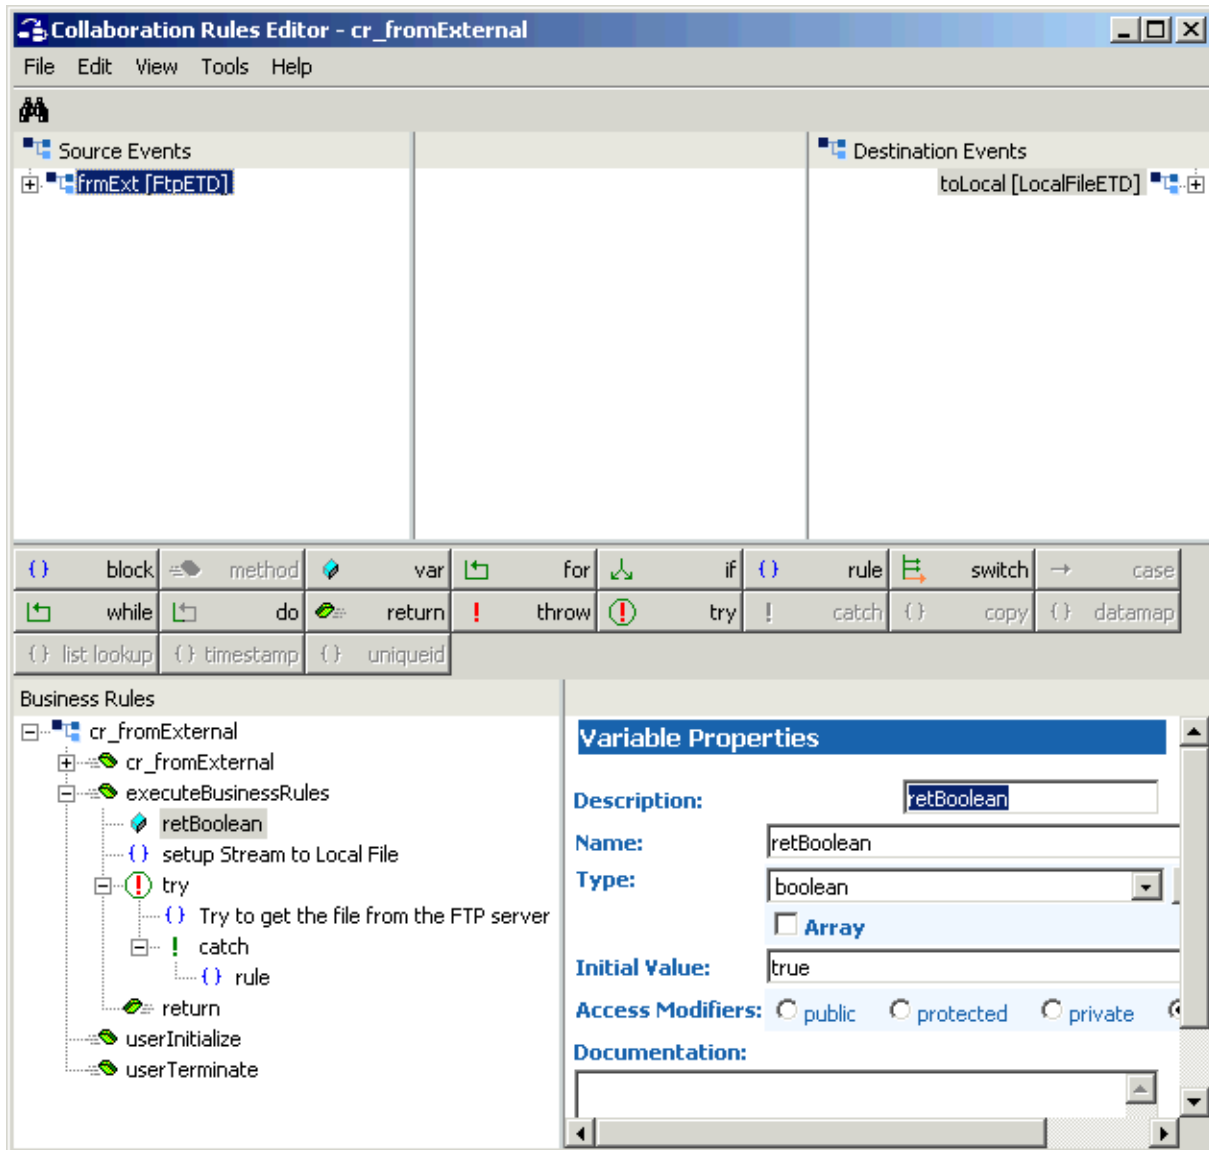 Collaboration Rules Editor - cr_fromExternal
File Edit View Tools Help
Source Events
Destination Events
frmExt [FtpETD]
toLocal [LocalFileETD]
{} block method var for if {} rule switch case
while do return ! throw try ! catch {} copy {} datamap
{} list lookup {} timestamp {} uniqueid
Business Rules
cr_fromExternal
cr_fromExternal
executeBusinessRules
retBoolean
{} setup Stream to Local File
try
{} Try to get the file from the FTP server
! catch
{} rule
return
userInitialize
userTerminate
Variable Properties
Description: retBoolean
Name: retBoolean
Type: boolean
Array
Initial Value: true
Access Modifiers: public protected private
Documentation: